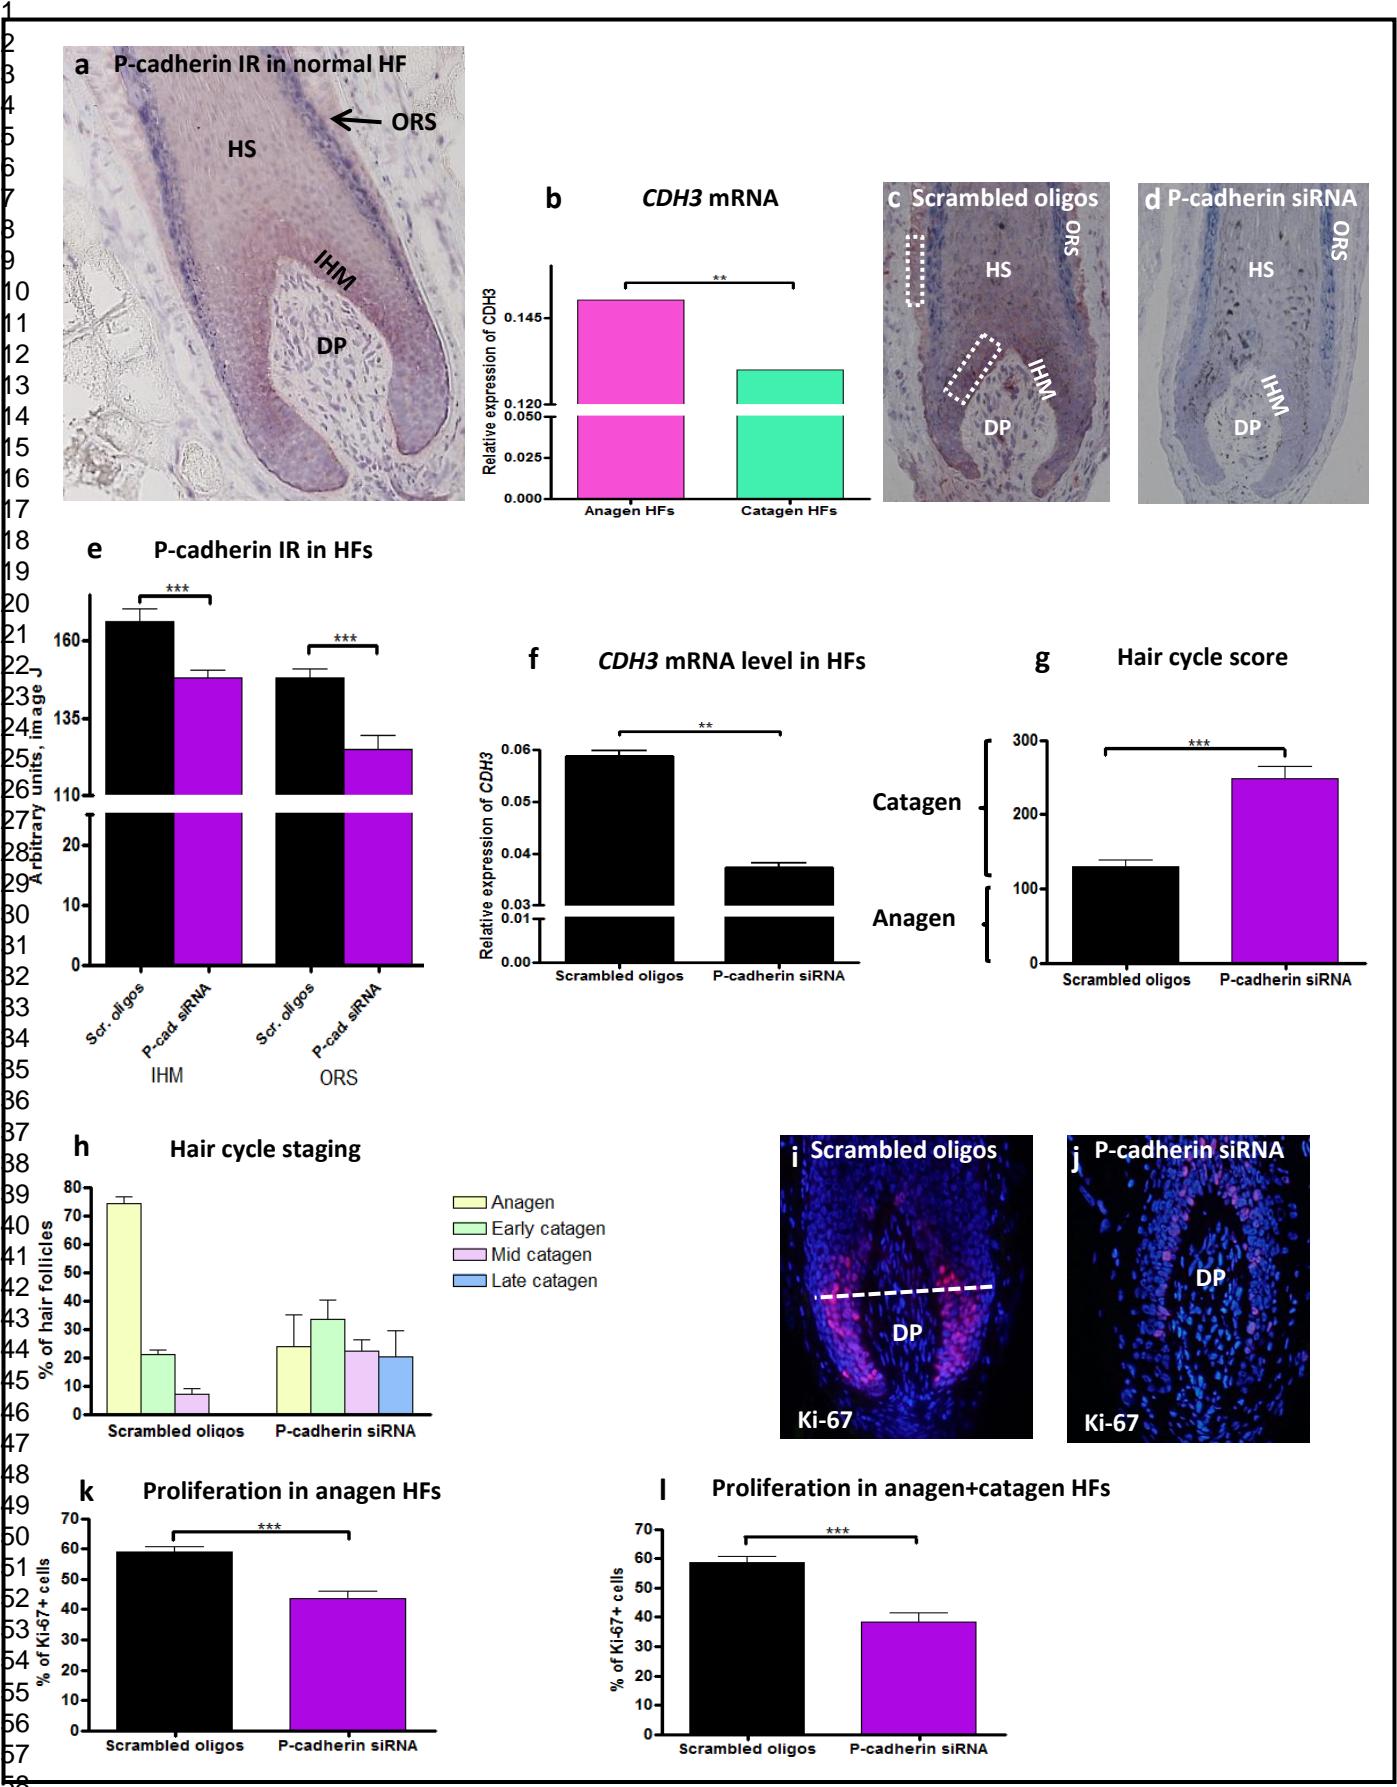 1
2
3
4
5
6
7
8
9
10
11
12
13
14
15
16
17
18
19
20
21
22
23
24
25
26
27
28
29
30
31
32
33
34
35
36
37
38
39
40
41
42
43
44
45
46
47
48
49
50
51
52
53
54
55
56
57
58
a P-cadherin IR in normal HF
ORS
HS
IHM
DP
b CDH3 mRNA
Relative expression of CDH3
**
0.145
0.120
0.050
0.025
0.000
Anagen HFs Catagen HFs
c Scrambled oligos
ORS
HS
IHM
DP
d P-cadherin siRNA
ORS
HS
IHM
DP
e P-cadherin IR in HFs
Arbitrary units, image J
*** ***
160
135
110
20
10
0
Scr. oligos P-cad. siRNA Scr. oligos P-cad. siRNA
IHM ORS
f CDH3 mRNA level in HFs
Relative expression of CDH3
**
0.06
0.05
0.04
0.03
0.01
0.00
Scrambled oligos P-cadherin siRNA
g Hair cycle score
Catagen
Anagen
***
300
200
100
0
Scrambled oligos P-cadherin siRNA
h Hair cycle staging
% of hair follicles
80
70
60
50
40
30
20
10
0
Scrambled oligos P-cadherin siRNA
Anagen
Early catagen
Mid catagen
Late catagen
i Scrambled oligos
DP
Ki-67
j P-cadherin siRNA
DP
Ki-67
k Proliferation in anagen HFs
% of Ki-67+ cells
***
70
60
50
40
30
20
10
0
Scrambled oligos P-cadherin siRNA
l Proliferation in anagen+catagen HFs
% of Ki-67+ cells
***
70
60
50
40
30
20
10
0
Scrambled oligos P-cadherin siRNA